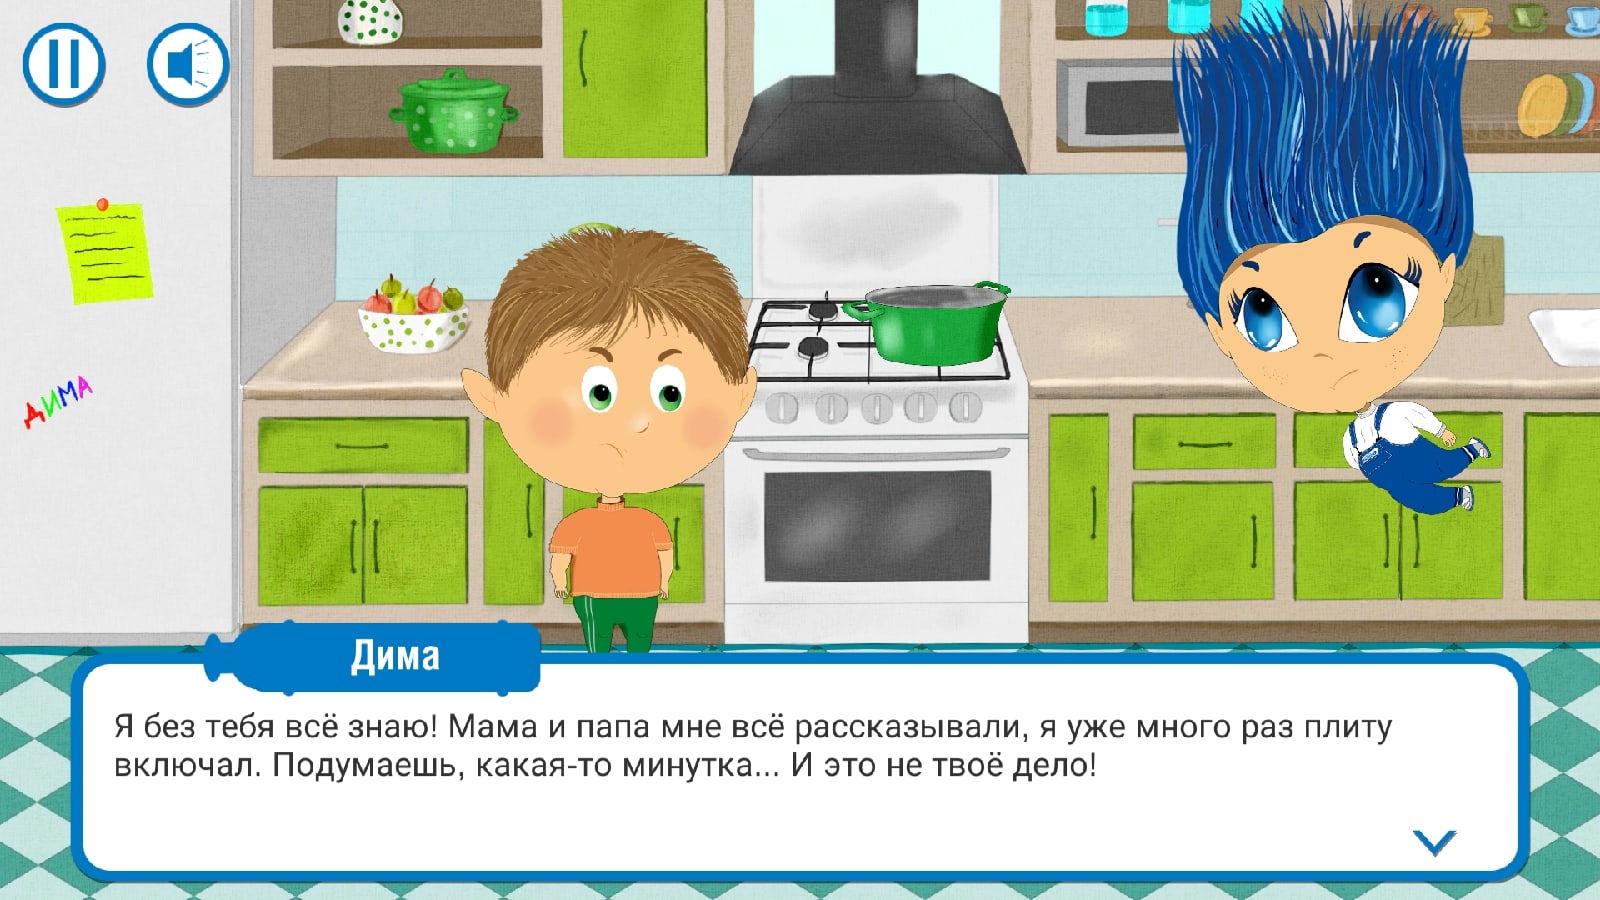 ДИМА
Дима
Я без тебя всё знаю! Мама и папа мне всё рассказывали, я уже много раз плиту
включал. Подумаешь, какая-то минутка... И это не твоё дело!